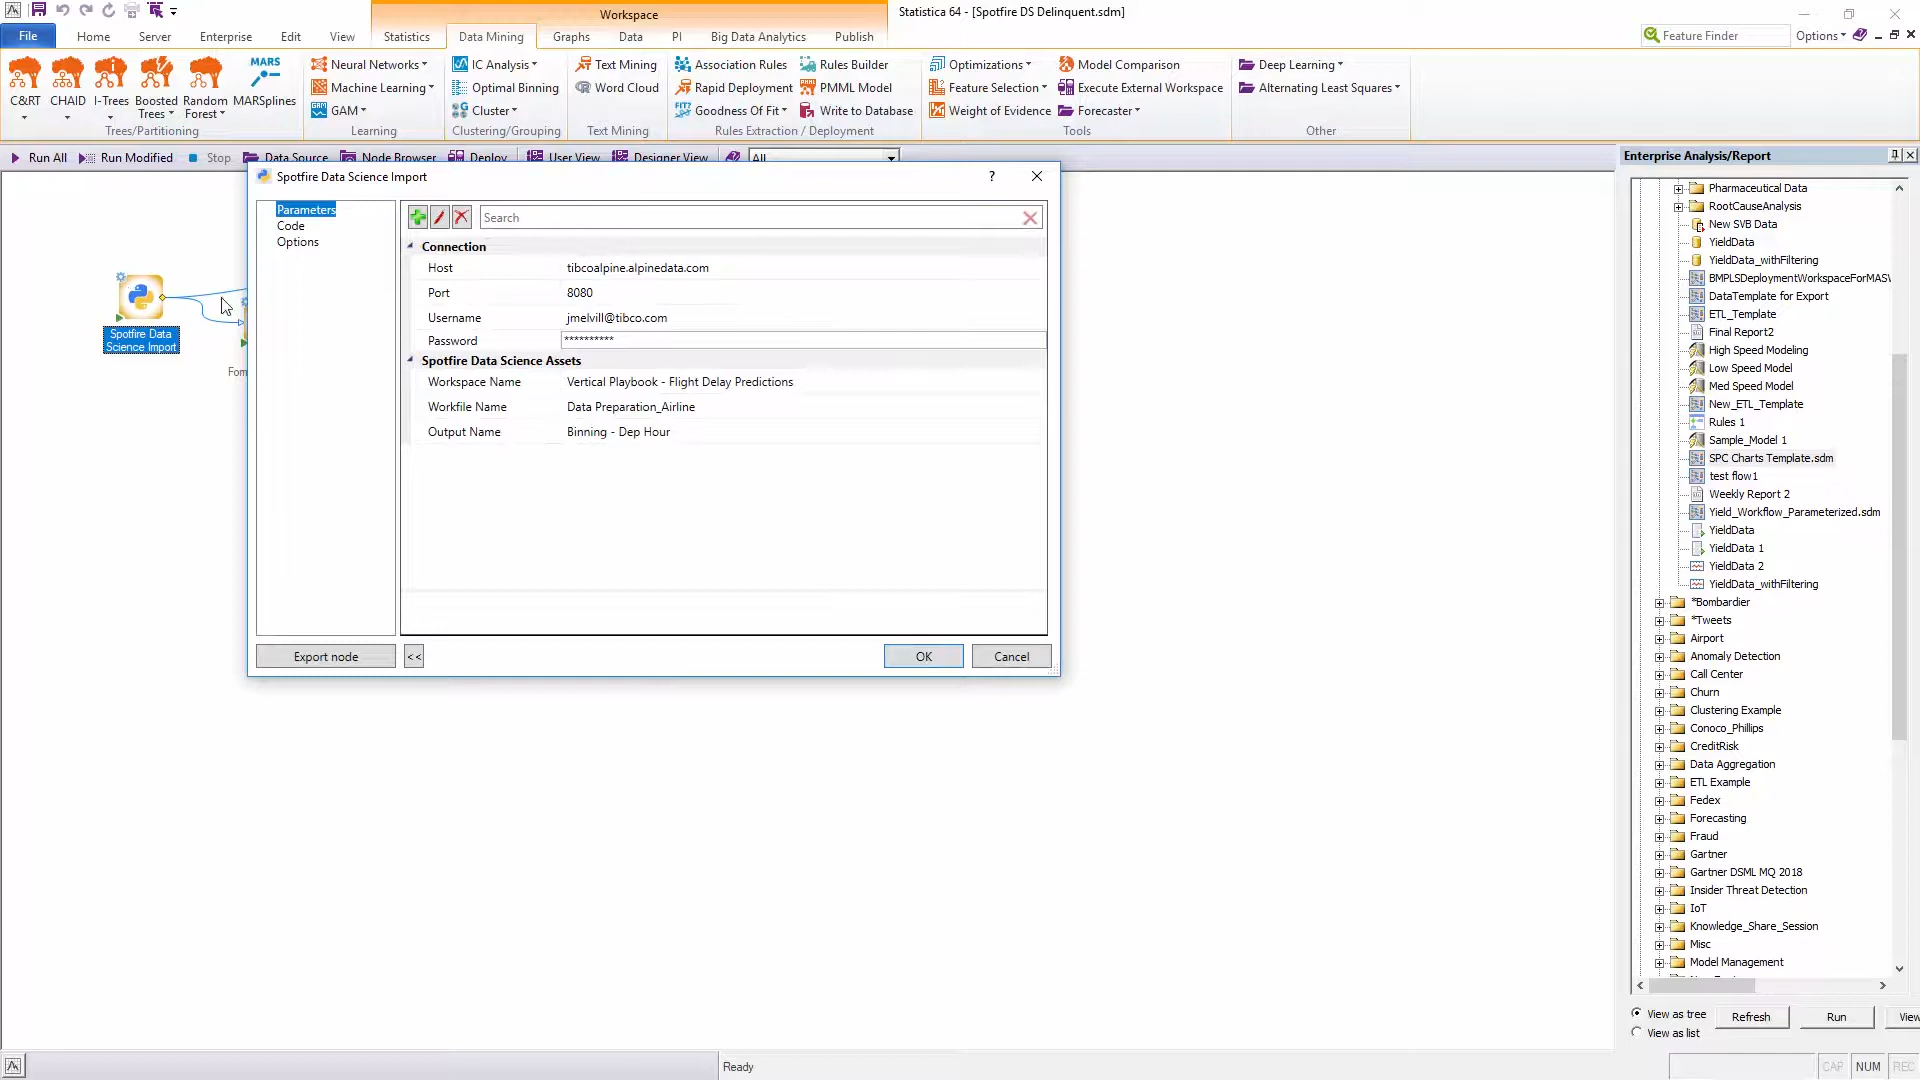 Workspace
Statistica 64 - [Spotfire DS Delinquent.sdm]
File
Home
Server
Enterprise
Edit
View
Statistics
Data Mining
Graphs
Data
PI
Big Data Analytics
Publish
Feature Finder
Options
C&RT
CHAID
I-Trees
Boosted Trees
Random Forest
MARS
MARSplines
Trees/Partitioning
Neural Networks
Machine Learning
GAM
Learning
IC Analysis
Optimal Binning
Cluster
Clustering/Grouping
Text Mining
Word Cloud
Text Mining
Association Rules
Rapid Deployment
FIT?
Goodness Of Fit
Rules Builder
PMML Model
Write to Database
Rules Extraction / Deployment
Optimizations
Feature Selection
Weight of Evidence
Model Comparison
Execute External Workspace
Forecaster
Tools
Deep Learning
Alternating Least Squares
Other
Run All
Run Modified
Stop
Data Source
Node Browser
Deploy
User View
Designer View
All
Spotfire Data
Science Import
Spotfire Data Science Import
?
Parameters
Code
Options
Search
Connection
Host tibcoalpine.alpinedata.com
Port 8080
Username jmelvill@tibco.com
Password **********
Spotfire Data Science Assets
Workspace Name Vertical Playbook - Flight Delay Predictions
Workfile Name Data Preparation_Airline
Output Name Binning - Dep Hour
Export node
<<
OK
Cancel
Enterprise Analysis/Report
Pharmaceutical Data
RootCauseAnalysis
New SVB Data
YieldData
YieldData_withFiltering
BMPLSDeploymentWorkspaceForMAS
DataTemplate for Export
ETL_Template
Final Report2
High Speed Modeling
Low Speed Model
Med Speed Model
New_ETL_Template
Rules 1
Sample_Model 1
SPC Charts Template.sdm
test flow1
Weekly Report 2
Yield_Workflow_Parameterized.sdm
YieldData
YieldData 1
YieldData 2
YieldData_withFiltering
*Bombardier
*Tweets
Airport
Anomaly Detection
Call Center
Churn
Clustering Example
Conoco_Phillips
CreditRisk
Data Aggregation
ETL Example
Fedex
Forecasting
Fraud
Gartner
Gartner DSML MQ 2018
Insider Threat Detection
IoT
Knowledge_Share_Session
Misc
Model Management
View as tree
View as list
Refresh
Run
View
Ready
CAP
NUM
REC